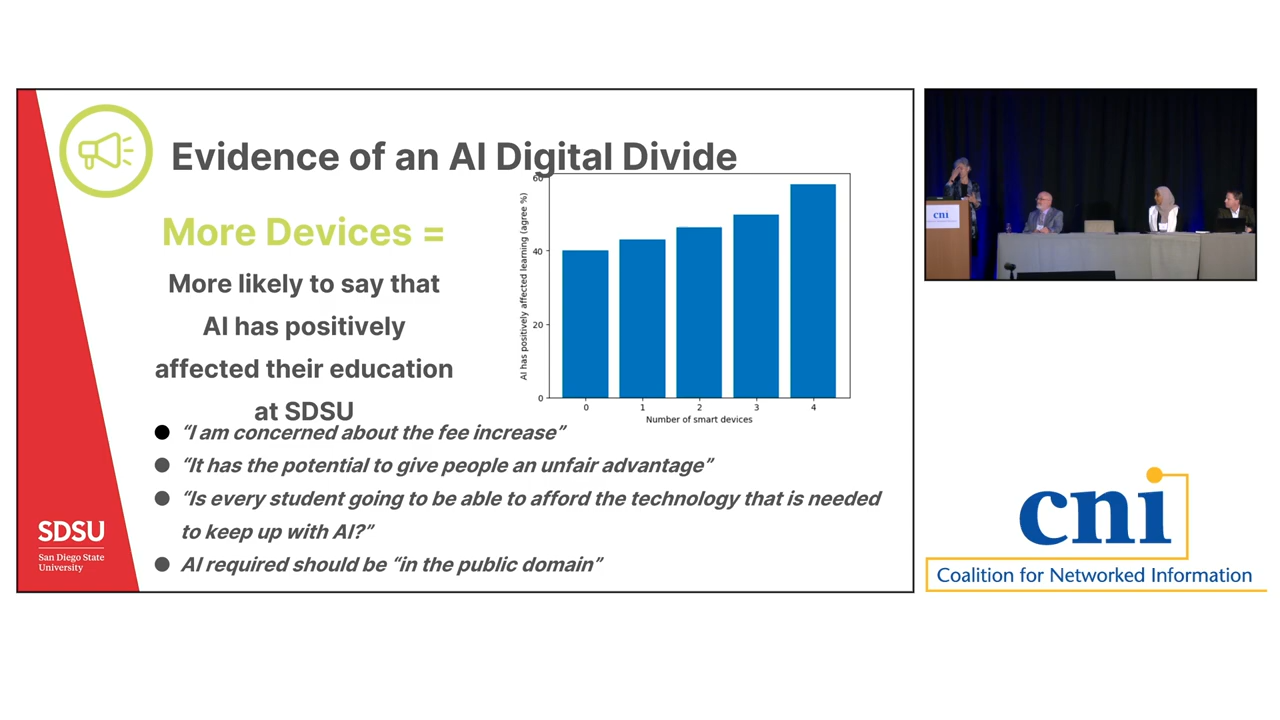 Evidence of an AI Digital Divide
More Devices =
More likely to say that
AI has positively
affected their education
at SDSU
AI has positively affected learning (agree %)
60
40
20
0
0 1 2 3 4
Number of smart devices
“I am concerned about the fee increase”
“It has the potential to give people an unfair advantage”
“Is every student going to be able to afford the technology that is needed
to keep up with AI?”
AI required should be “in the public domain”
SDSU
San Diego State
University
cni
cni
Coalition for Networked Information